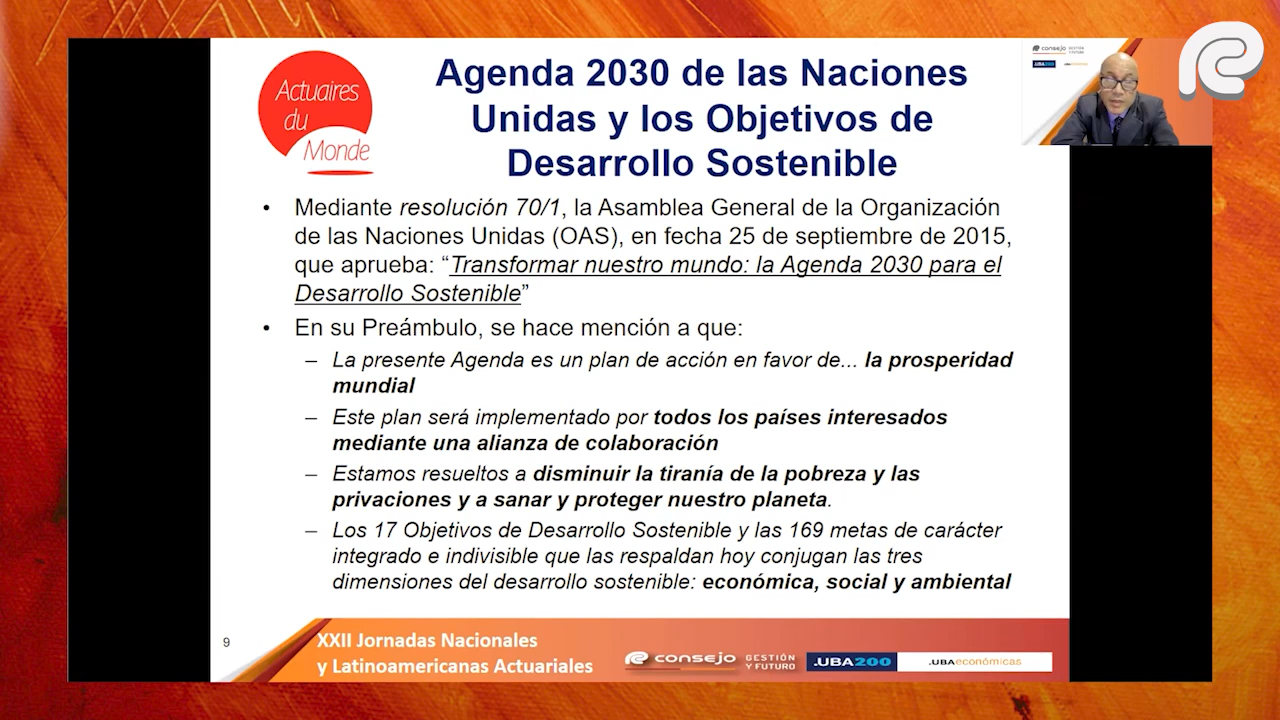 Actuaires
du
Monde
Agenda 2030 de las Naciones
Unidas y los Objetivos de
Desarrollo Sostenible
consejo GESTIÓN
Y FUTURO
.UBA200
• Mediante resolución 70/1, la Asamblea General de la Organización
de las Naciones Unidas (OAS), en fecha 25 de septiembre de 2015,
que aprueba: “Transformar nuestro mundo: la Agenda 2030 para el
Desarrollo Sostenible”
• En su Preámbulo, se hace mención a que:
– La presente Agenda es un plan de acción en favor de... la prosperidad
mundial
– Este plan será implementado por todos los países interesados
mediante una alianza de colaboración
– Estamos resueltos a disminuir la tiranía de la pobreza y las
privaciones y a sanar y proteger nuestro planeta.
– Los 17 Objetivos de Desarrollo Sostenible y las 169 metas de carácter
integrado e indivisible que las respaldan hoy conjugan las tres
dimensiones del desarrollo sostenible: económica, social y ambiental
9
XXII Jornadas Nacionales
y Latinoamericanas Actuariales
consejo GESTIÓN
Y FUTURO
.UBA200
.UBAeconómicas